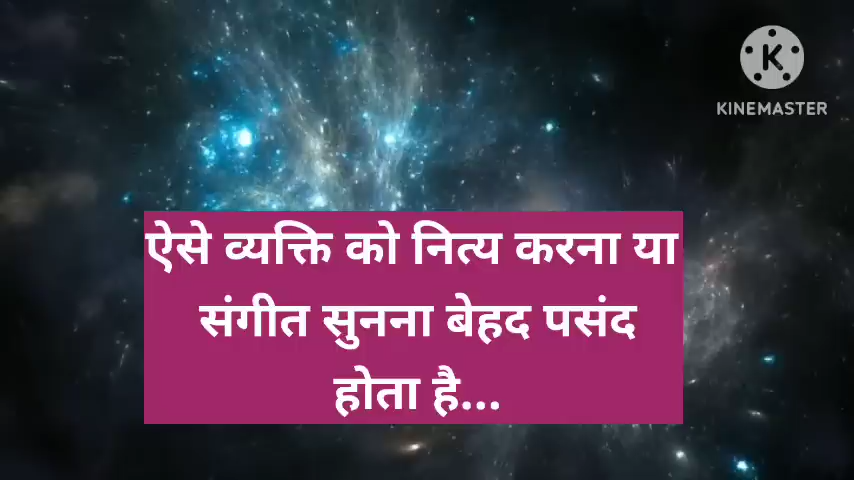 KINEMASTER
ऐसे व्यक्ति को नित्य करना या
संगीत सुनना बेहद पसंद
होता है...